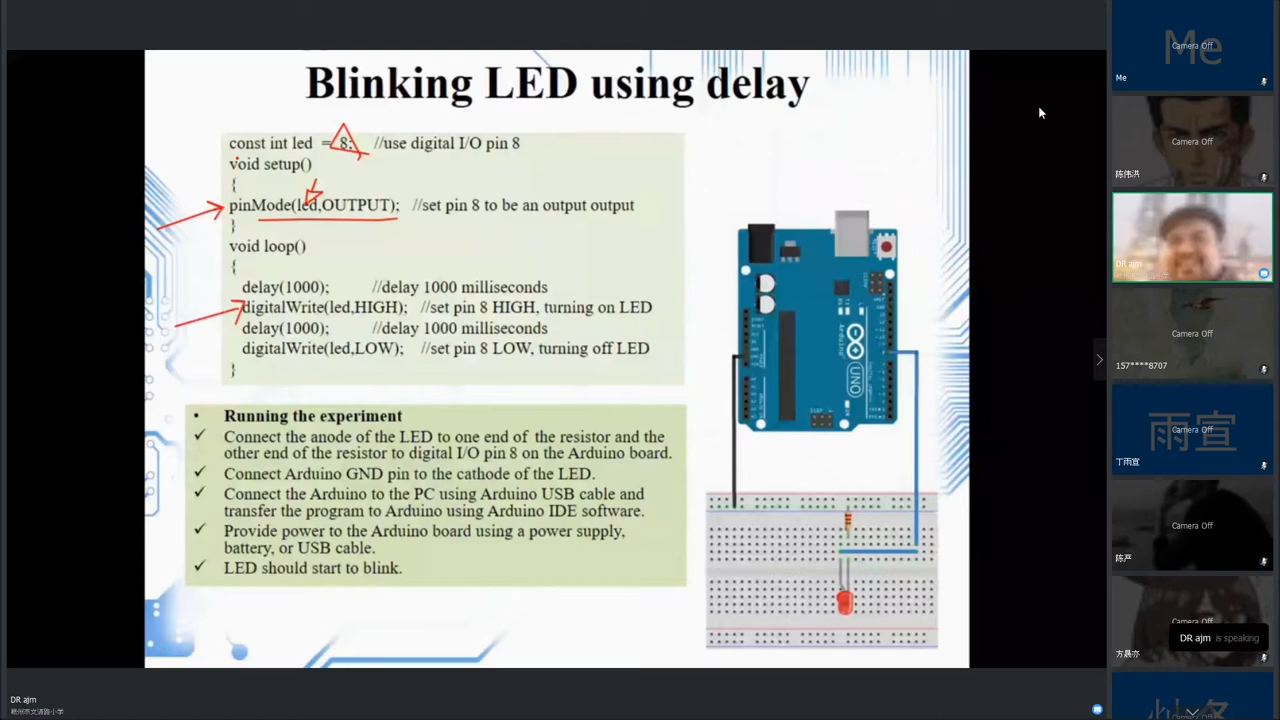 Blinking LED using delay
const int led = 8; //use digital I/O pin 8
void setup()
{
pinMode(led,OUTPUT); //set pin 8 to be an output output
}
void loop()
{
delay(1000); //delay 1000 milliseconds
digitalWrite(led,HIGH); //set pin 8 HIGH, turning on LED
delay(1000); //delay 1000 milliseconds
digitalWrite(led,LOW); //set pin 8 LOW, turning off LED
}
• Running the experiment
✓ Connect the anode of the LED to one end of the resistor and the
other end of the resistor to digital I/O pin 8 on the Arduino board.
✓ Connect Arduino GND pin to the cathode of the LED.
✓ Connect the Arduino to the PC using Arduino USB cable and
transfer the program to Arduino using Arduino IDE software.
✓ Provide power to the Arduino board using a power supply,
battery, or USB cable.
✓ LED should start to blink.
Arduino
UNO
DR ajm
Me
Camera Off
Me
Camera Off
陈伟洪
DR ajm
Camera Off
157****8707
雨宣
Camera Off
丁雨宣
Camera Off
陈严
Camera Off
DR ajm is speaking
方晨亦